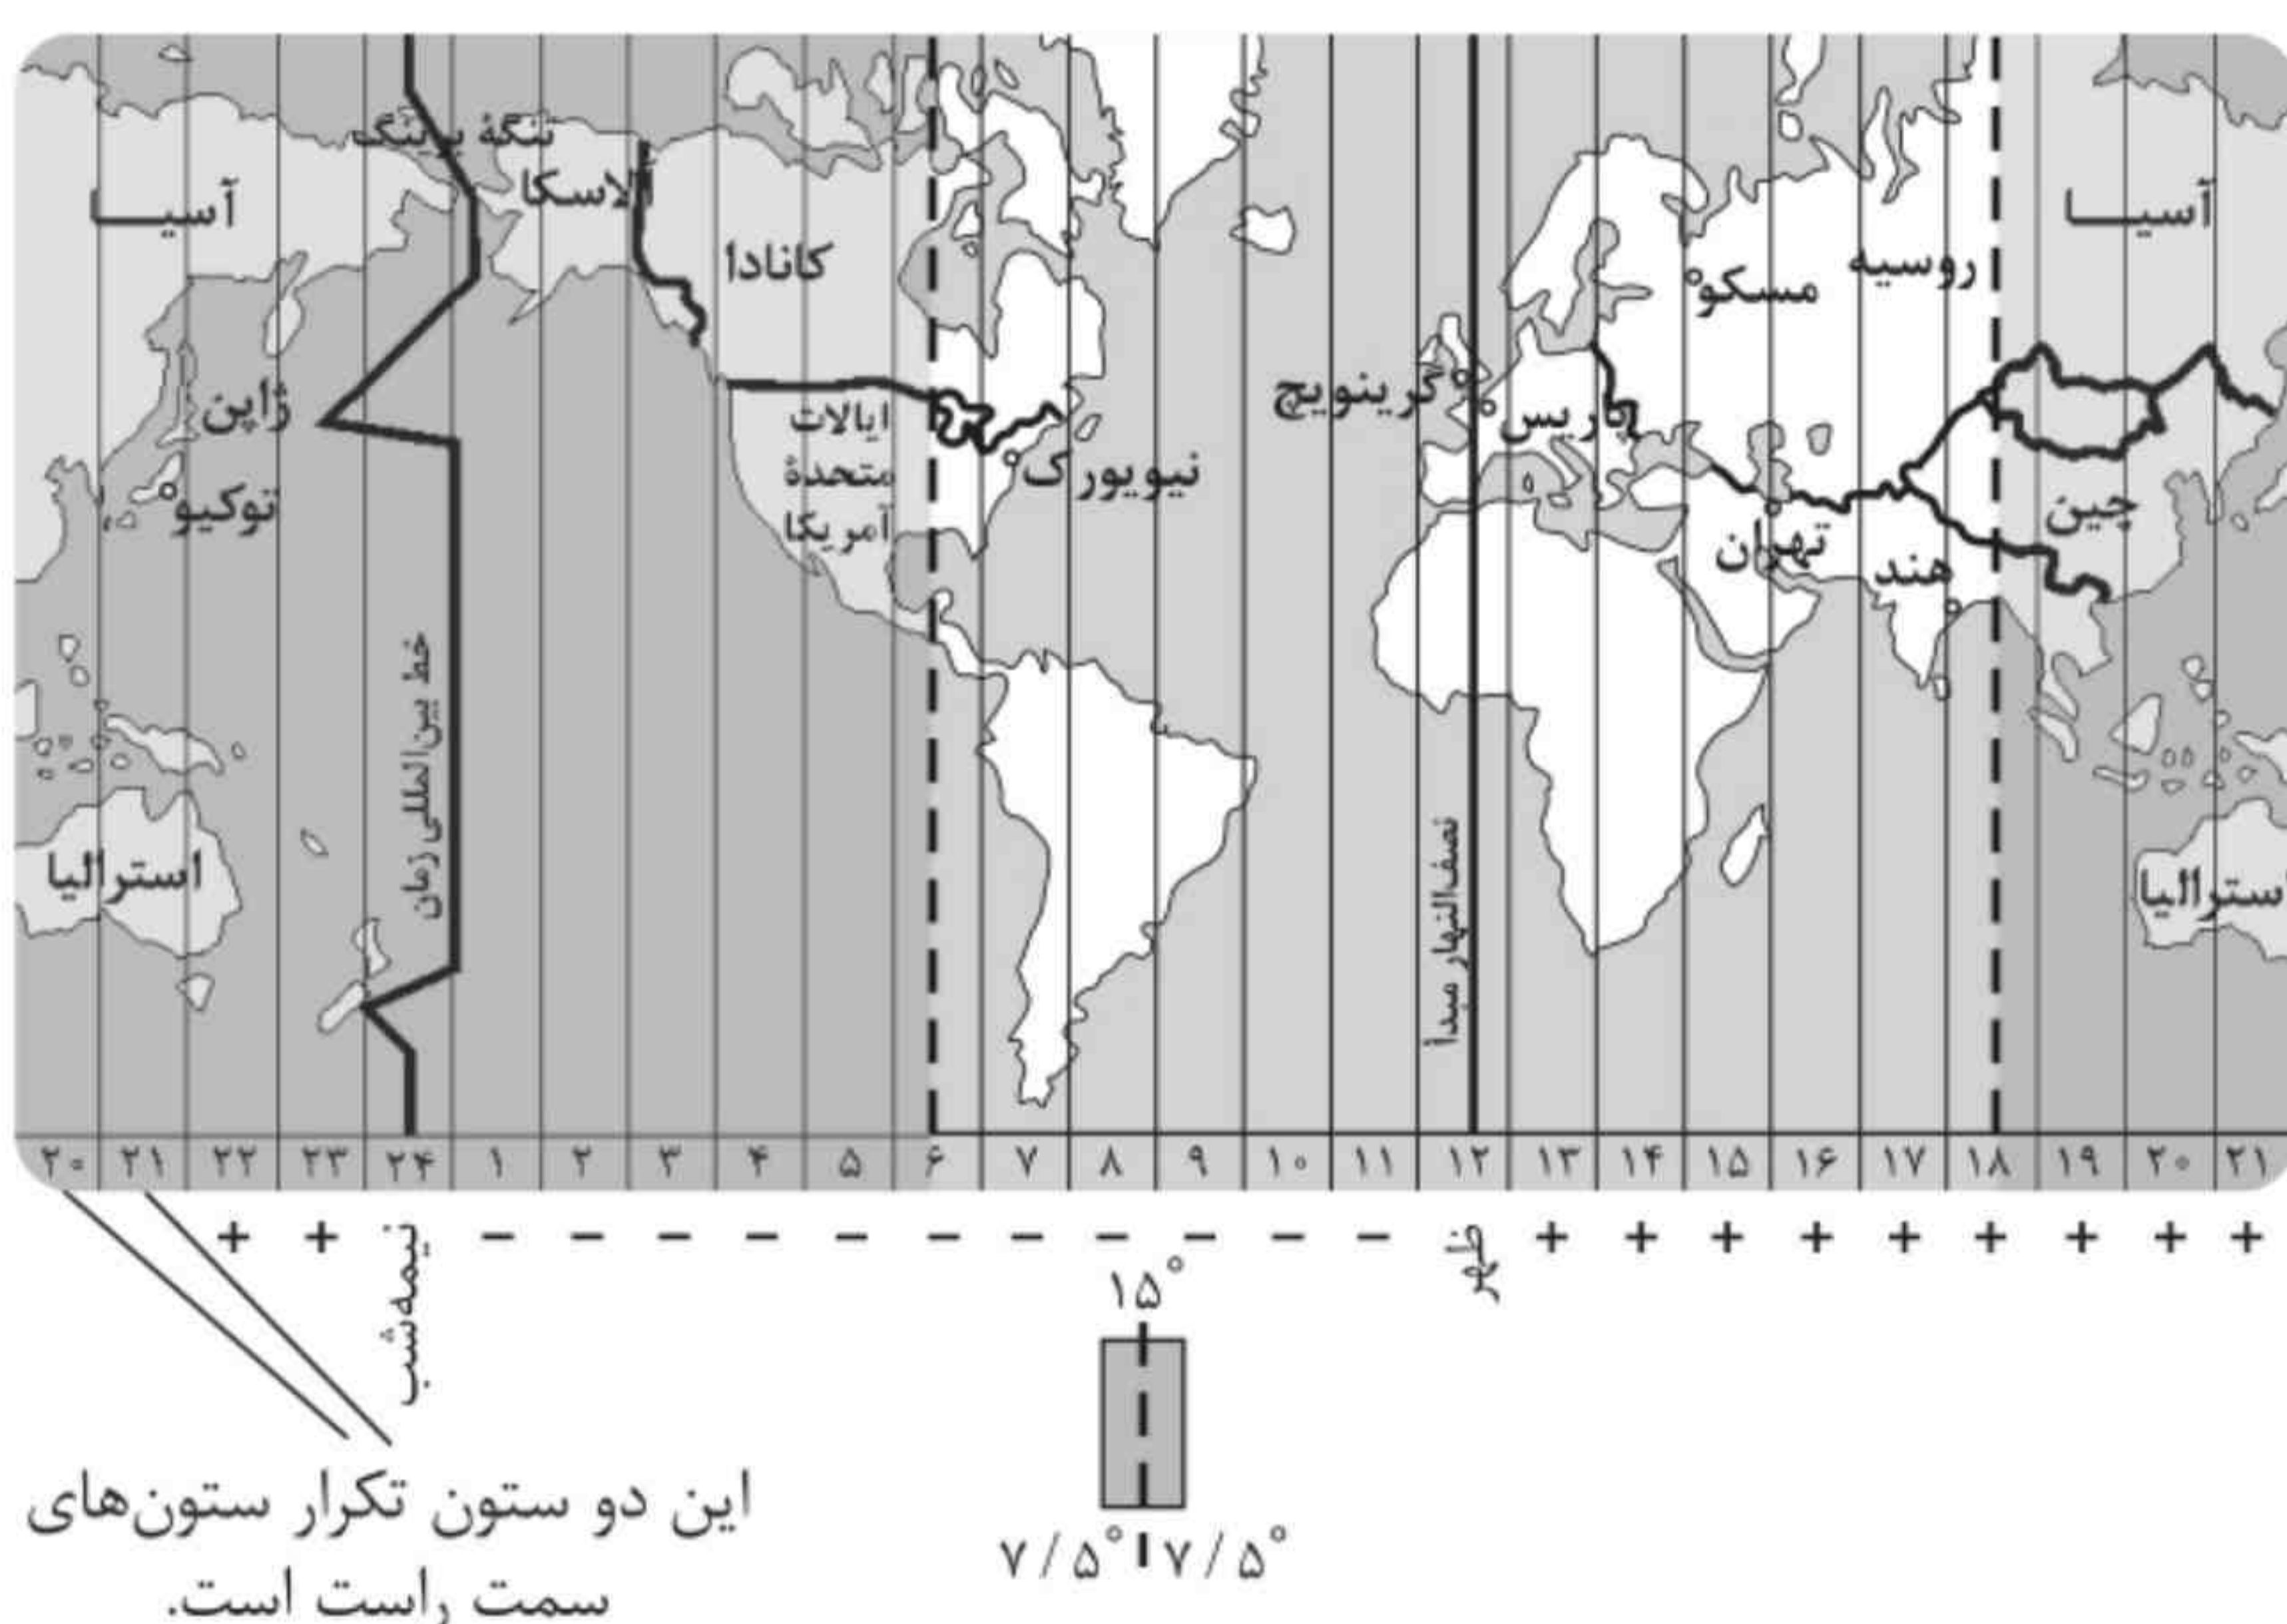 تنگهٔ برینگ
آسیـــا
آلاسکا
کانادا
روسیه
آسیـــا
مسکو
ژاپن
گرینویچ
پاریس
ایالات
متحدهٔ
آمریکا
نیویورک
توکیو
تهران
هند
چین
خط بین‌المللی زمان
نصف‌النهار مبدأ
استرالیا
استرالیا
۲۰ ۲۱ ۲۲ ۲۳ ۲۴ ۱ ۲ ۳ ۴ ۵ ۶ ۷ ۸ ۹ ۱۰ ۱۱ ۱۲ ۱۳ ۱۴ ۱۵ ۱۶ ۱۷ ۱۸ ۱۹ ۲۰ ۲۱
+ + نیمه‌شب − − − − − − − − − − − ظهر + + + + + + + + +
۱۵°
۷/۵° ۷/۵°
این دو ستون تکرار ستون‌های
سمت راست است.